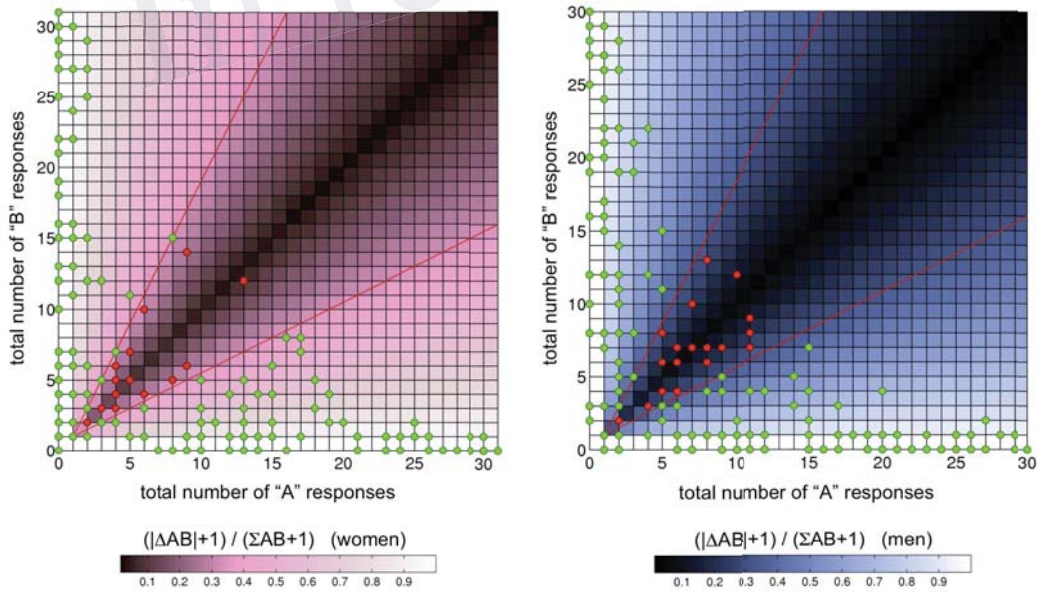 30
25
20
15
10
5
0
total number of “B” responses
0 5 10 15 20 25 30
total number of “A” responses
(|ΔAB|+1) / (ΣAB+1) (women)
0.1 0.2 0.3 0.4 0.5 0.6 0.7 0.8 0.9
30
25
20
15
10
5
0
total number of “B” responses
0 5 10 15 20 25 30
total number of “A” responses
(|ΔAB|+1) / (ΣAB+1) (men)
0.1 0.2 0.3 0.4 0.5 0.6 0.7 0.8 0.9